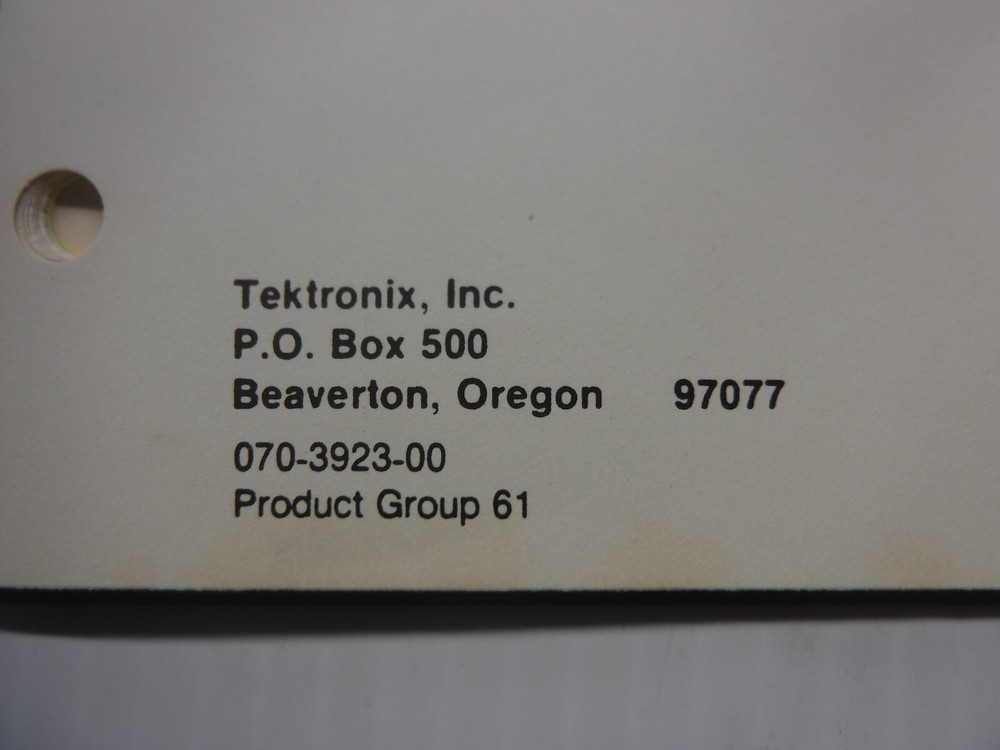 Tektronix, Inc.
P.O. Box 500
Beaverton, Oregon 97077
070-3923-00
Product Group 61